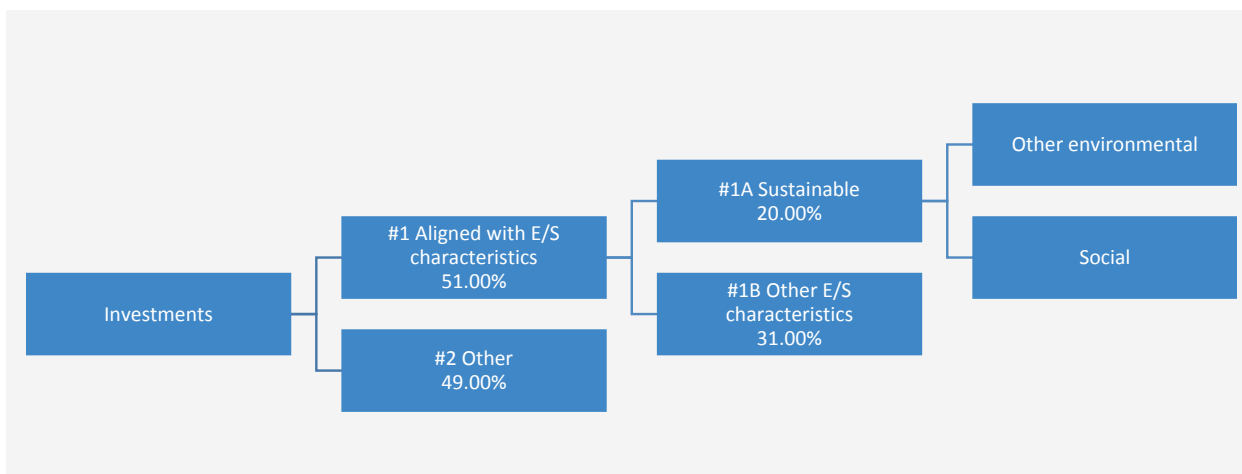 Investments
#1 Aligned with E/S
characteristics
51.00%
#2 Other
49.00%
#1A Sustainable
20.00%
#1B Other E/S
characteristics
31.00%
Other environmental
Social